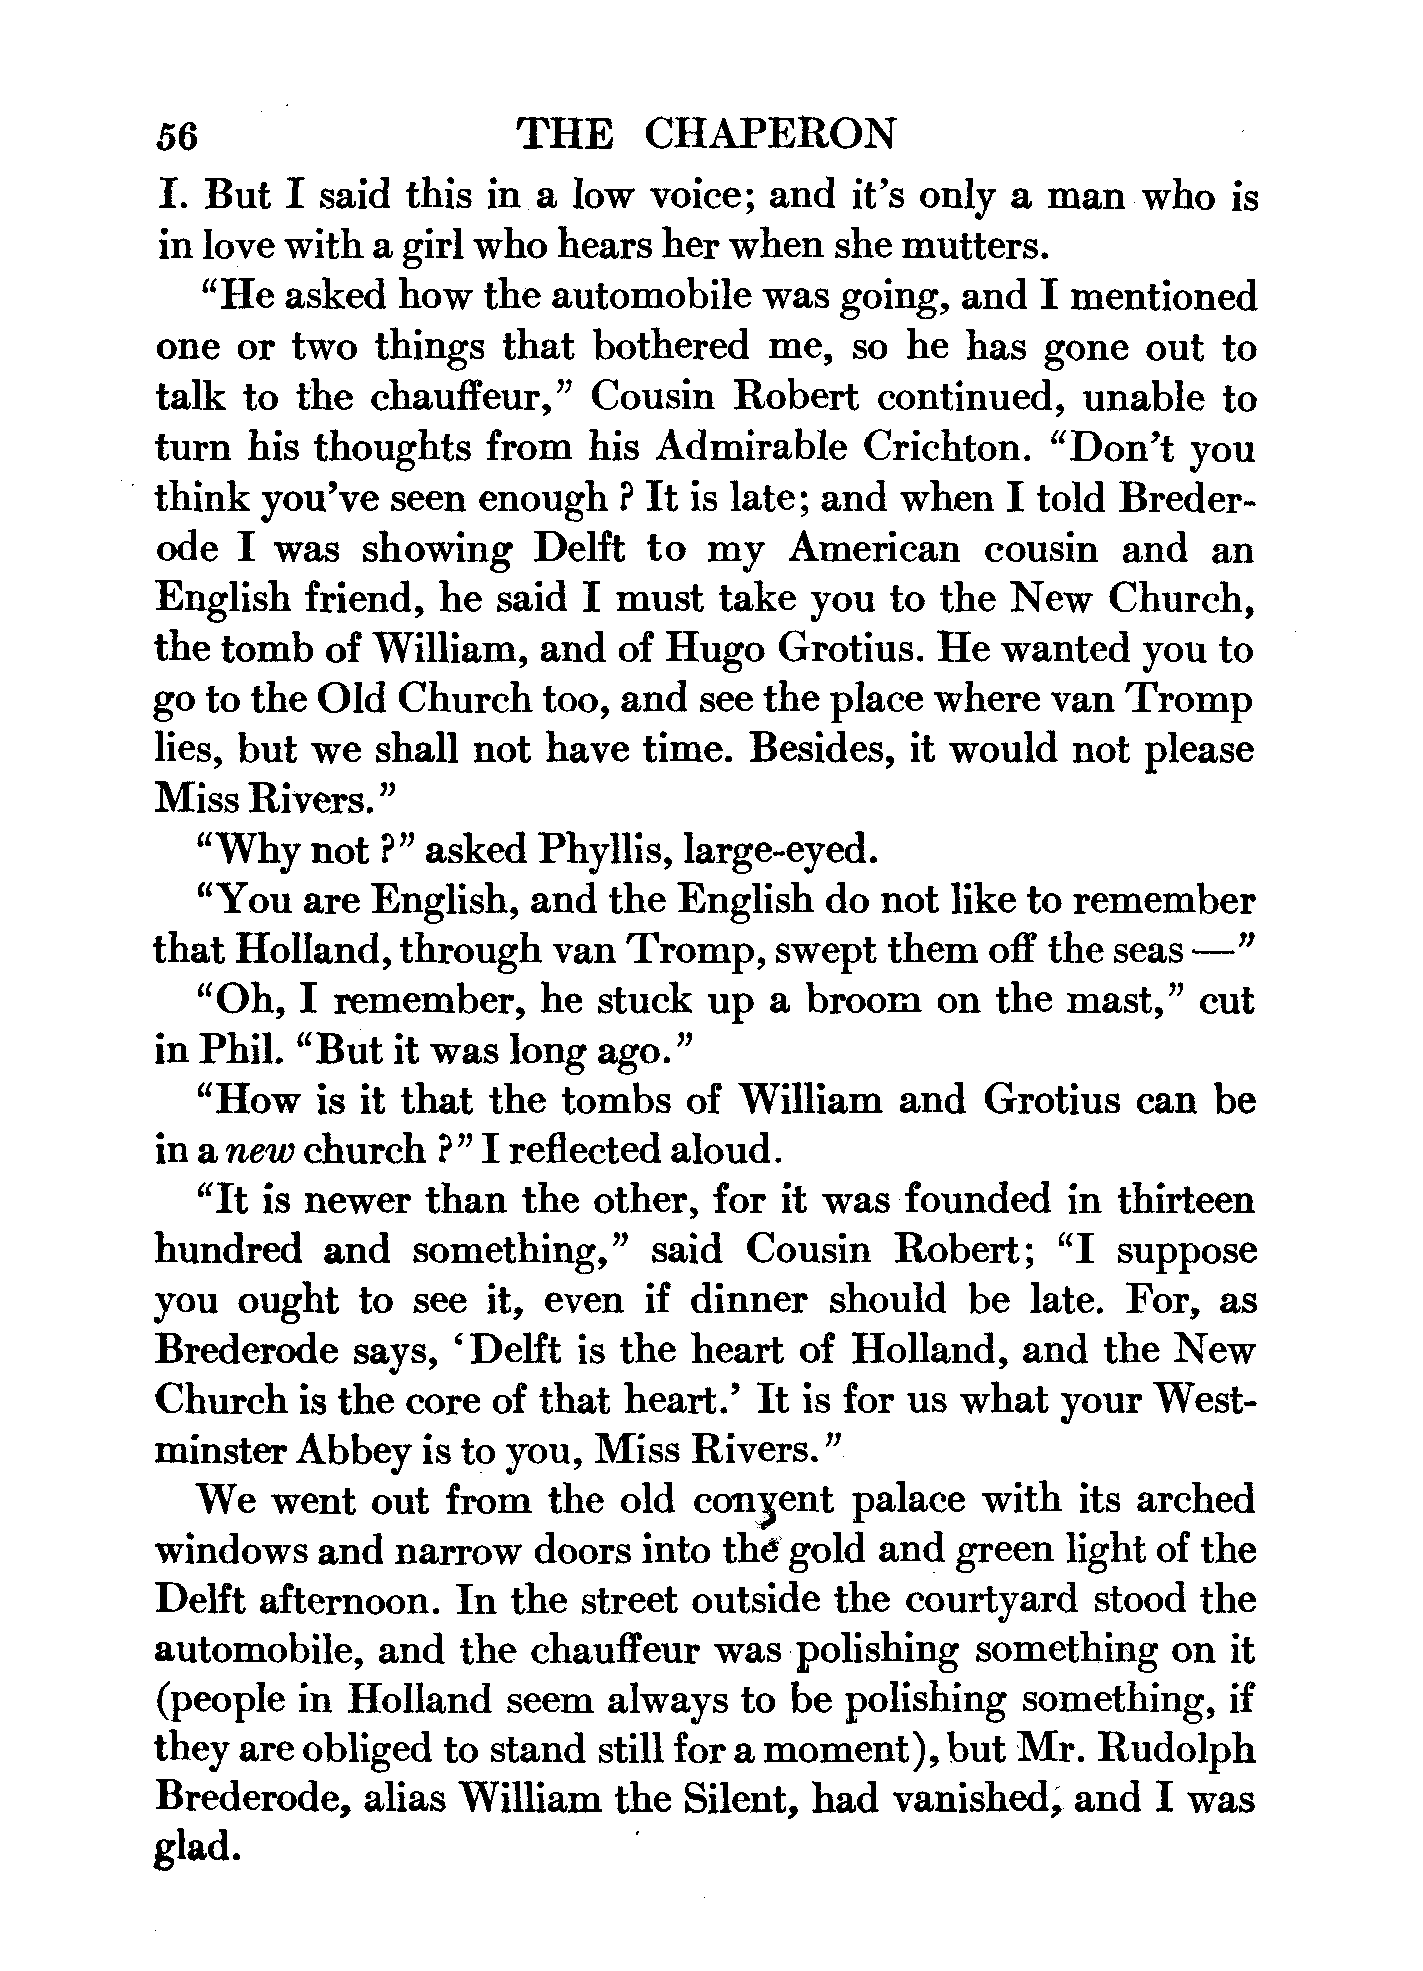 56 THE CHAPERON
I. But I said this in a low voice; and it's only a man who is
in love with a girl who hears her when she mutters.
"He asked how the automobile was going, and I mentioned
one or two things that bothered me, so he has gone out to
talk to the chauffeur," Cousin Robert continued, unable to
turn his thoughts from his Admirable Crichton. "Don't you
think you've seen enough ? It is late; and when I told Breder-
ode I was showing Delft to my American cousin and an
English friend, he said I must take you to the New Church,
the tomb of William, and of Hugo Grotius. He wanted you to
go to the Old Church too, and see the place where van Tromp
lies, but we shall not have time. Besides, it would not please
Miss Rivers."
"Why not ?" asked Phyllis, large-eyed.
"You are English, and the English do not like to remember
that Holland, through van Tromp, swept them off the seas —"
"Oh, I remember, he stuck up a broom on the mast," cut
in Phil. "But it was long ago."
"How is it that the tombs of William and Grotius can be
in a new church ?" I reflected aloud.
"It is newer than the other, for it was founded in thirteen
hundred and something," said Cousin Robert; "I suppose
you ought to see it, even if dinner should be late. For, as
Brederode says, 'Delft is the heart of Holland, and the New
Church is the core of that heart.' It is for us what your West-
minster Abbey is to you, Miss Rivers."
We went out from the old convent palace with its arched
windows and narrow doors into the gold and green light of the
Delft afternoon. In the street outside the courtyard stood the
automobile, and the chauffeur was polishing something on it
(people in Holland seem always to be polishing something, if
they are obliged to stand still for a moment), but Mr. Rudolph
Brederode, alias William the Silent, had vanished, and I was
glad.